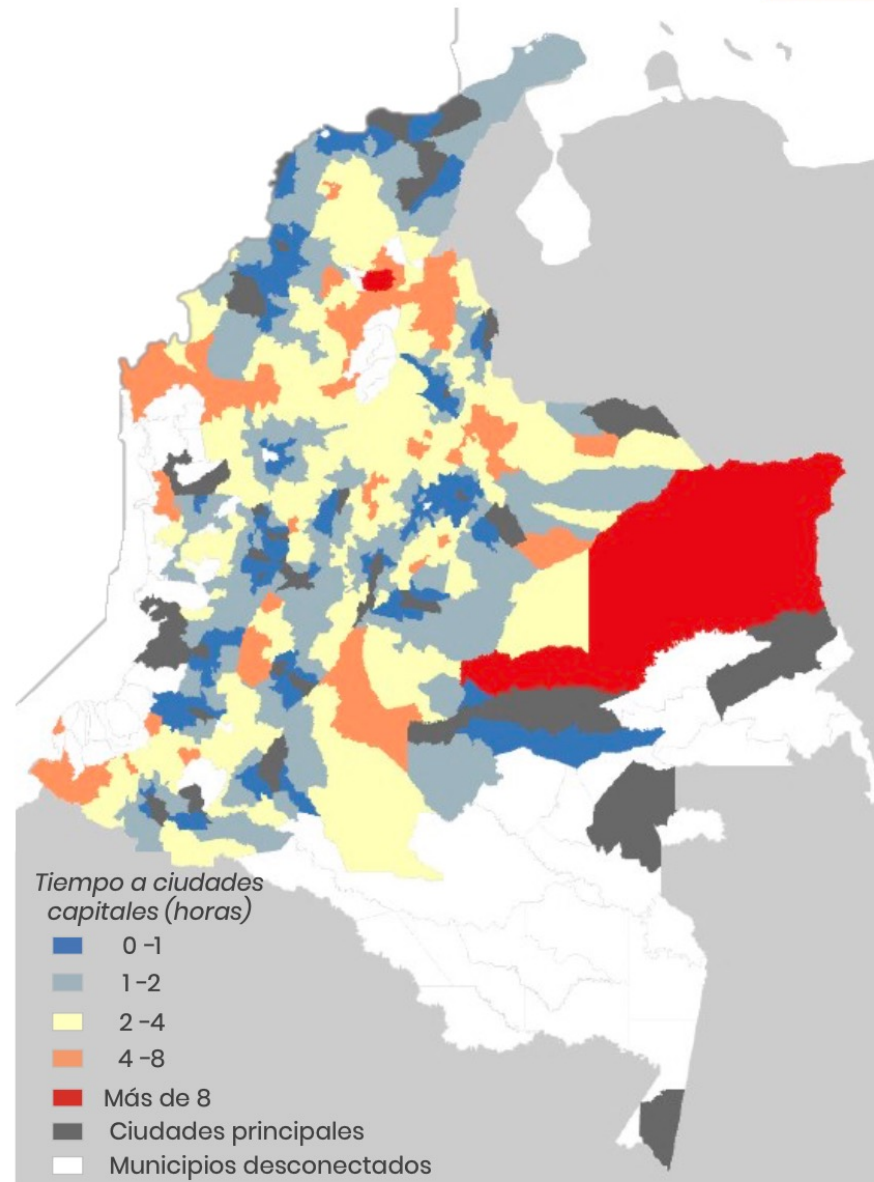 Tiempo a ciudades
capitales (horas)
0 -1
1 -2
2 -4
4 -8
Más de 8
Ciudades principales
Municipios desconectados